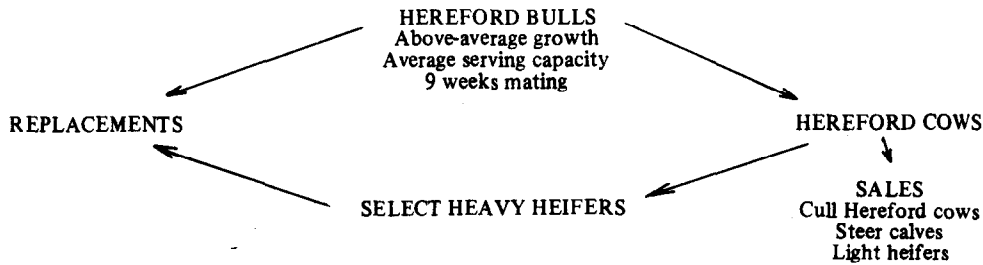 HEREFORD BULLS
Above-average growth
Average serving capacity
9 weeks mating
REPLACEMENTS
HEREFORD COWS
SELECT HEAVY HEIFERS
SALES
Cull Hereford cows
Steer calves
Light heifers